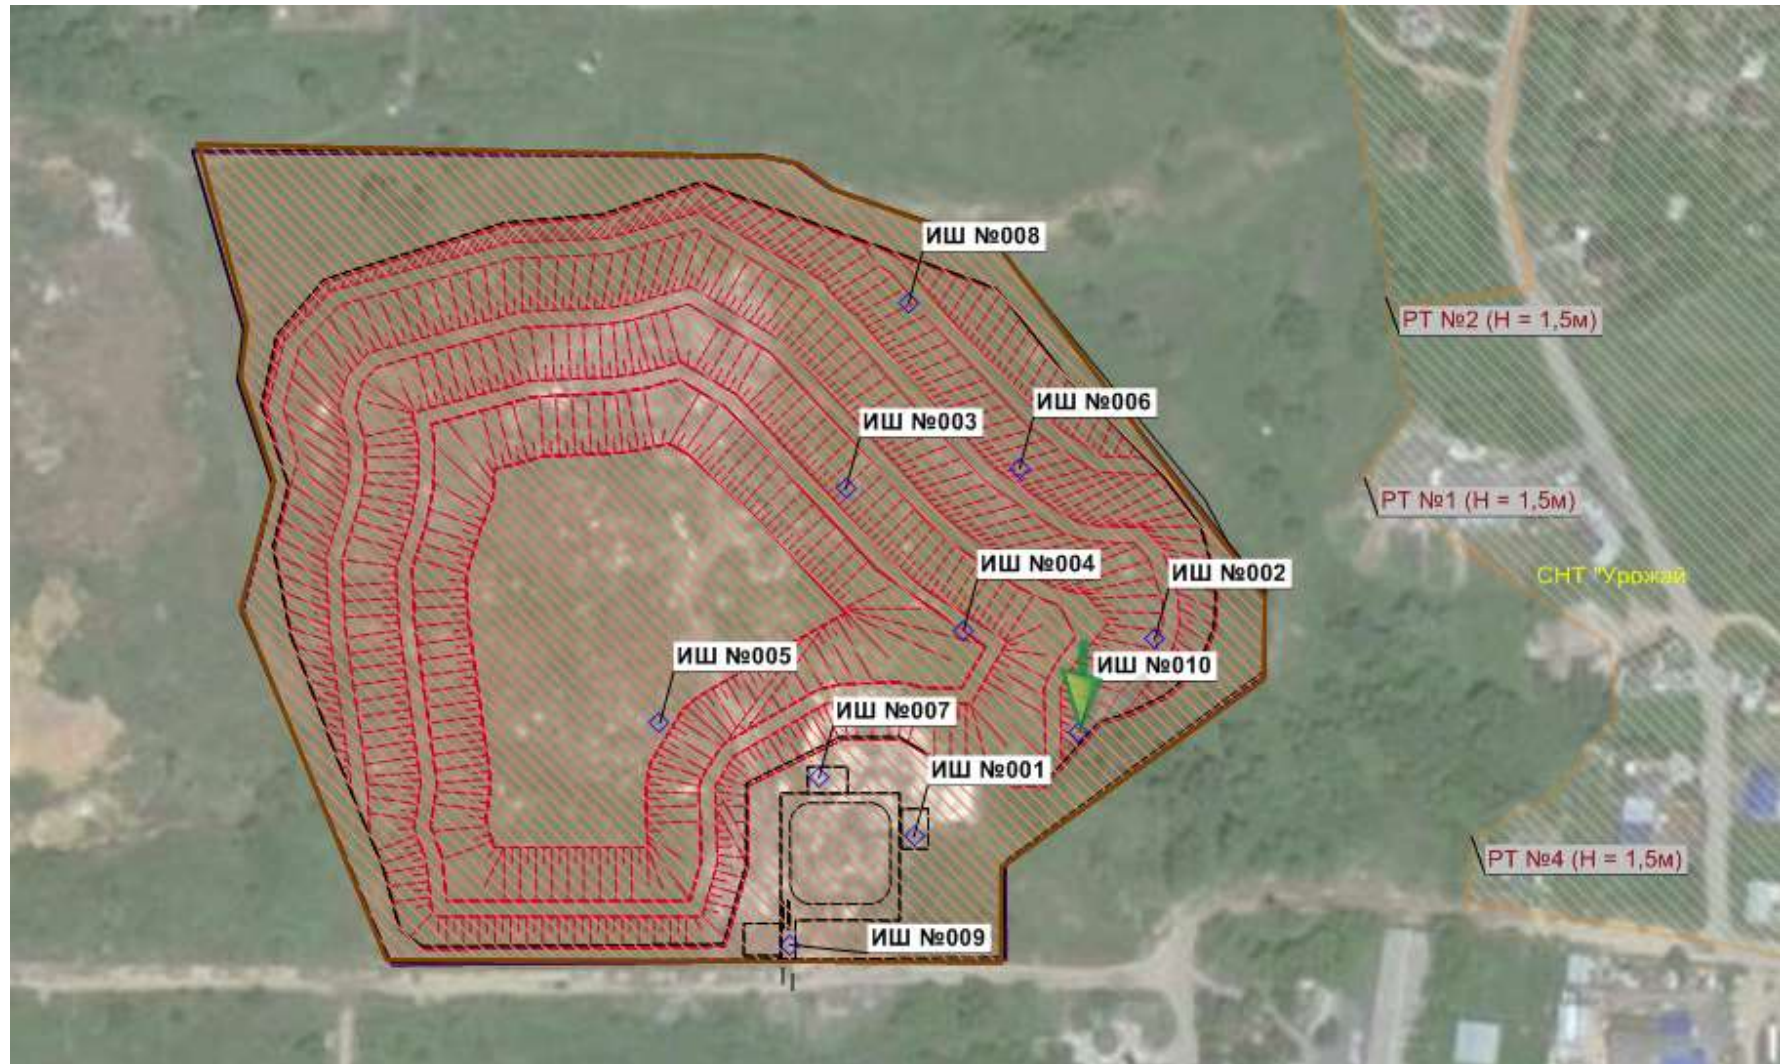 ИШ №008
РТ №2 (Н = 1,5м)
ИШ №006
ИШ №003
РТ №1 (Н = 1,5м)
ИШ №004
ИШ №002
СНТ "Урожай
ИШ №005
ИШ №010
ИШ №007
ИШ №001
РТ №4 (Н = 1,5м)
ИШ №009